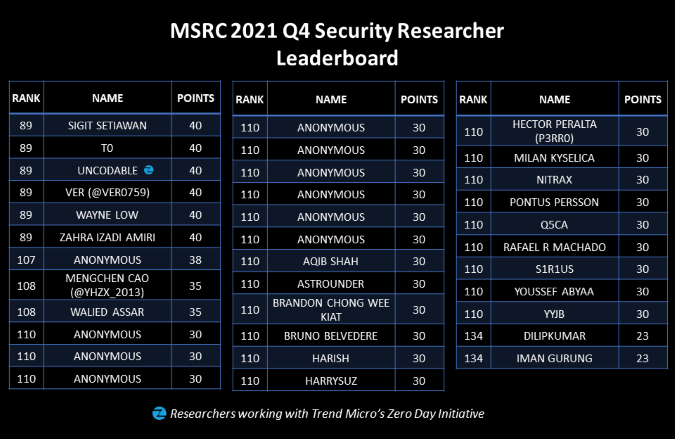 MSRC 2021 Q4 Security Researcher
Leaderboard
RANK NAME POINTS
89 SIGIT SETIAWAN 40
89 T0 40
89 UNCODABLE 40
89 VER (@VER0759) 40
89 WAYNE LOW 40
89 ZAHRA IZADI AMIRI 40
107 ANONYMOUS 38
108 MENGCHEN CAO (@YHZX_2013) 35
108 WALIED ASSAR 35
110 ANONYMOUS 30
110 ANONYMOUS 30
110 ANONYMOUS 30
RANK NAME POINTS
110 ANONYMOUS 30
110 ANONYMOUS 30
110 ANONYMOUS 30
110 ANONYMOUS 30
110 ANONYMOUS 30
110 ANONYMOUS 30
110 AQIB SHAH 30
110 ASTROUNDER 30
110 BRANDON CHONG WEE KIAT 30
110 BRUNO BELVEDERE 30
110 HARISH 30
110 HARRYSUZ 30
RANK NAME POINTS
110 HECTOR PERALTA (P3RR0) 30
110 MILAN KYSELICA 30
110 NITRAX 30
110 PONTUS PERSSON 30
110 Q5CA 30
110 RAFAEL R MACHADO 30
110 S1R1US 30
110 YOUSSEF ABYAA 30
110 YYJB 30
134 DILIPKUMAR 23
134 IMAN GURUNG 23
Researchers working with Trend Micro's Zero Day Initiative